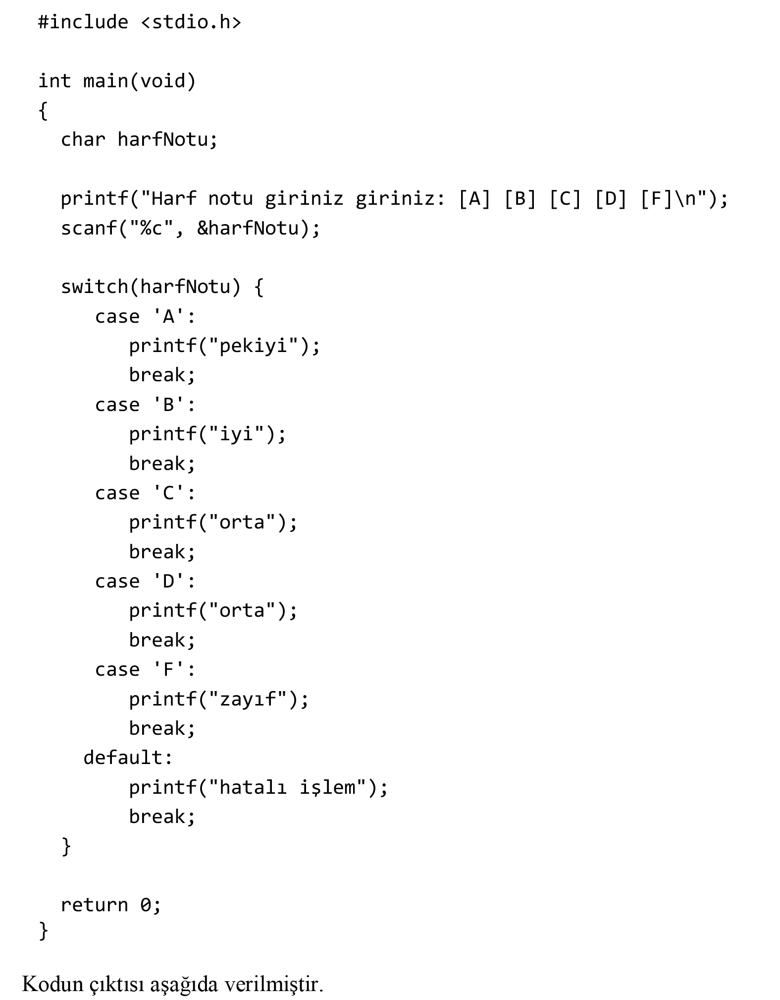 #include <stdio.h>
int main(void)
{
char harfNotu;
printf("Harf notu giriniz giriniz: [A] [B] [C] [D] [F]\n");
scanf("%c", &harfNotu);
switch(harfNotu) {
case 'A':
printf("pekiyi");
break;
case 'B':
printf("iyi");
break;
case 'C':
printf("orta");
break;
case 'D':
printf("orta");
break;
case 'F':
printf("zayıf");
break;
default:
printf("hatalı işlem");
break;
}
return 0;
}
Kodun çıktısı aşağıda verilmiştir.